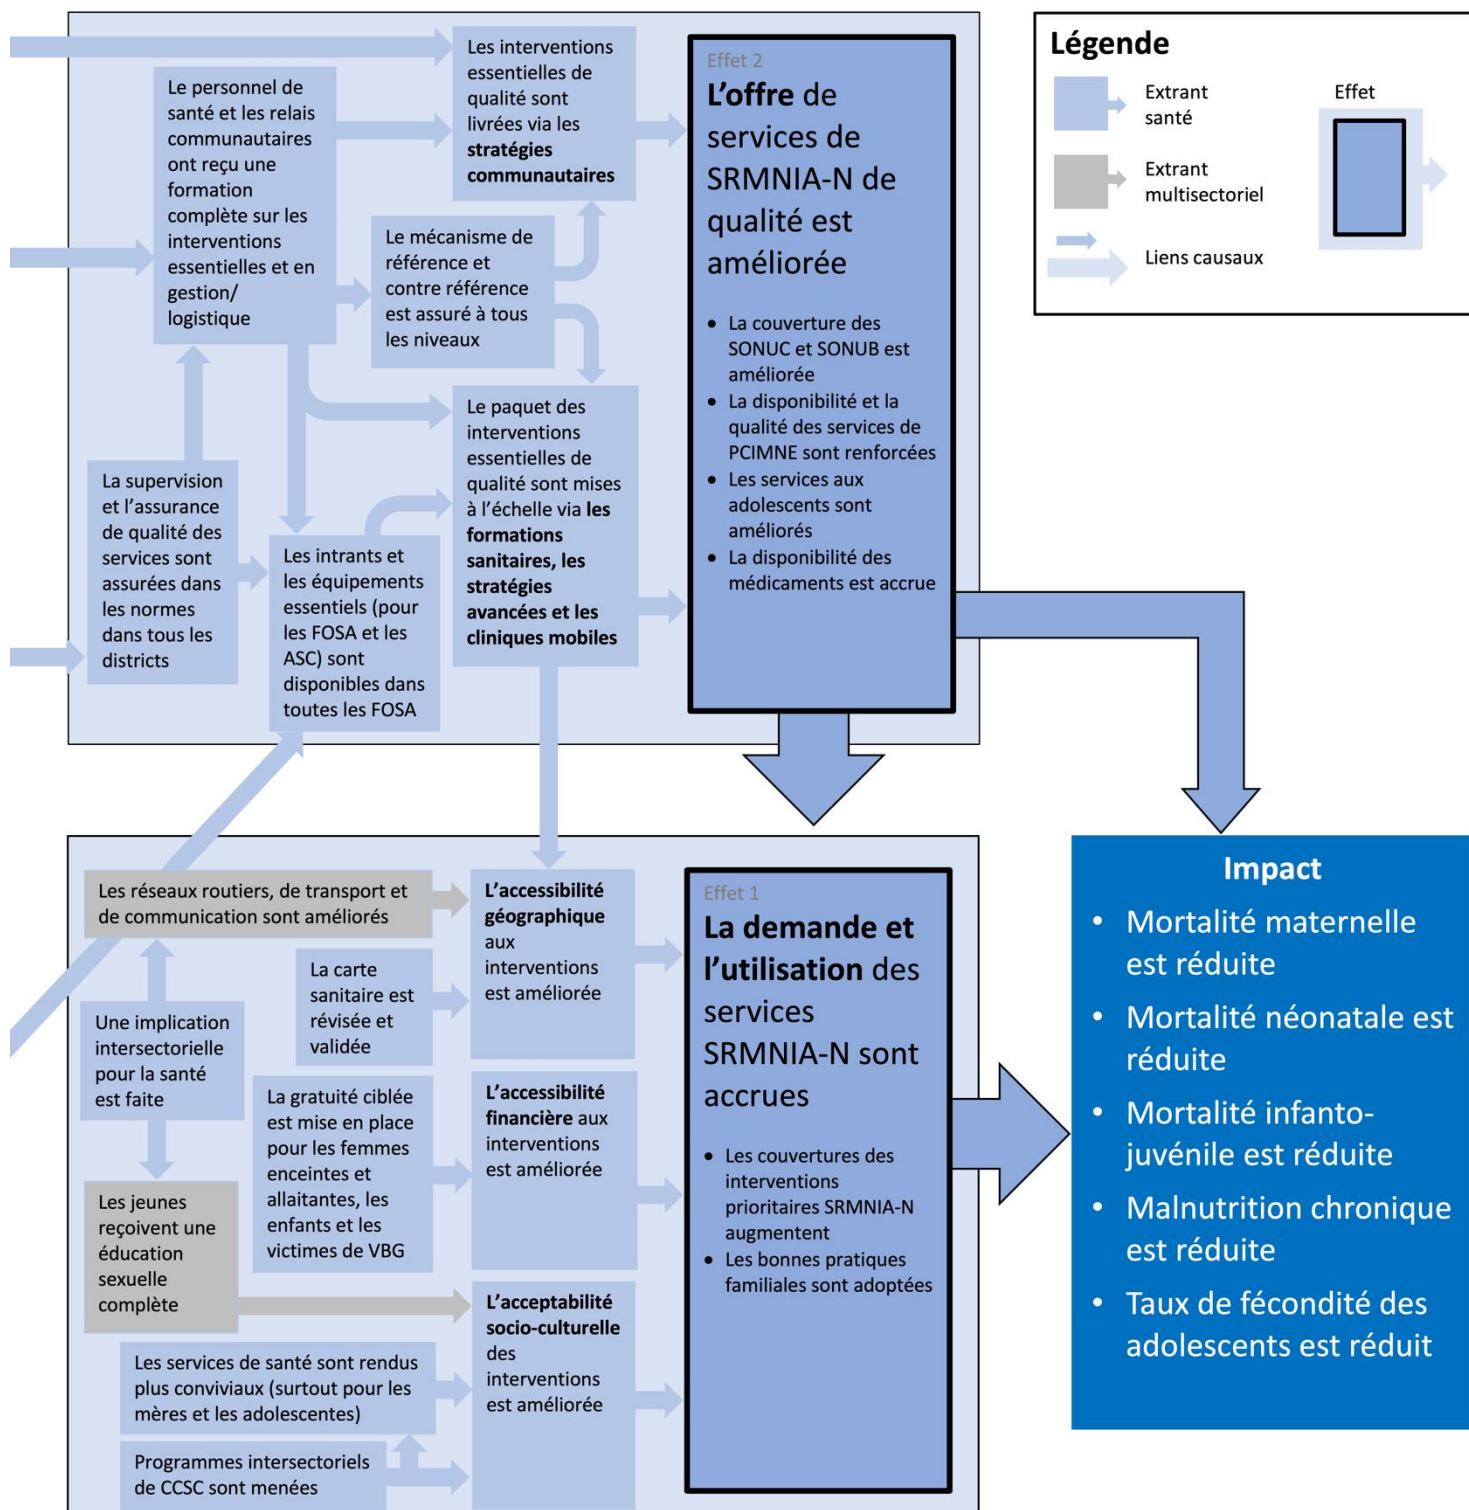 Les interventions
essentielles de
qualité sont
livrées via les
stratégies
communautaires
Le personnel de
santé et les relais
communautaires
ont reçu une
formation
complète sur les
interventions
essentielles et en
gestion/
logistique
Le mécanisme de
référence et
contre référence
est assuré à tous
les niveaux
La supervision
et l’assurance
de qualité des
services sont
assurées dans
les normes
dans tous les
districts
Les intrants et
les équipements
essentiels (pour
les FOSA et les
ASC) sont
disponibles dans
toutes les FOSA
Le paquet des
interventions
essentielles de
qualité sont mises
à l’échelle via les
formations
sanitaires, les
stratégies
avancées et les
cliniques mobiles
Effet 2
L’offre de
services de
SRMNIA-N de
qualité est
améliorée
• La couverture des
SONUC et SONUB est
améliorée
• La disponibilité et la
qualité des services de
PCIMNE sont renforcées
• Les services aux
adolescents sont
améliorés
• La disponibilité des
médicaments est accrue
Légende
Extrant
santé
Extrant
multisectoriel
Liens causaux
Effet
Les réseaux routiers, de transport et
de communication sont améliorés
La carte
sanitaire est
révisée et
validée
Une implication
intersectorielle
pour la santé
est faite
La gratuité ciblée
est mise en place
pour les femmes
enceintes et
allaitantes, les
enfants et les
victimes de VBG
Les jeunes
reçoivent une
éducation
sexuelle
complète
Les services de santé sont rendus
plus conviviaux (surtout pour les
mères et les adolescentes)
Programmes intersectoriels
de CCSC sont menées
L’accessibilité
géographique
aux
interventions
est améliorée
L’accessibilité
financière aux
interventions
est améliorée
L’acceptabilité
socio-culturelle
des
interventions
est améliorée
Effet 1
La demande et
l’utilisation des
services
SRMNIA-N sont
accrues
• Les couvertures des
interventions
prioritaires SRMNIA-N
augmentent
• Les bonnes pratiques
familiales sont adoptées
Impact
• Mortalité maternelle
est réduite
• Mortalité néonatale est
réduite
• Mortalité infanto-
juvénile est réduite
• Malnutrition chronique
est réduite
• Taux de fécondité des
adolescents est réduit